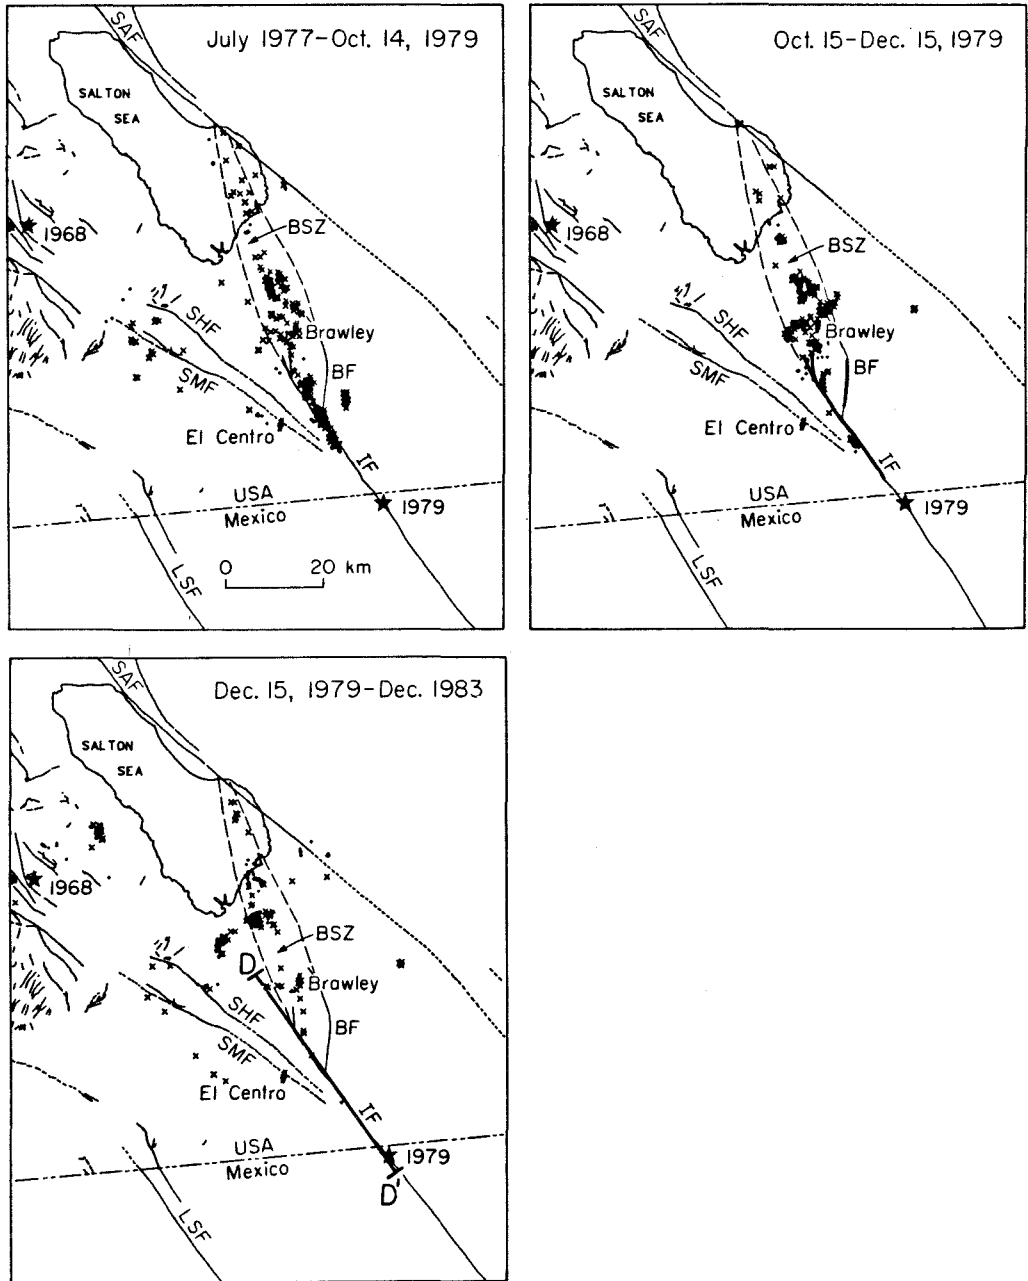 July 1977-Oct. 14, 1979
SAF
SALTON
SEA
1968
BSZ
SHF
Brawley
SMF
BF
El Centro
IF
USA
1979
Mexico
0 20 km
LSF
Oct. 15-Dec. 15, 1979
SAF
SALTON
SEA
1968
BSZ
SHF
Brawley
SMF
BF
El Centro
IF
USA
1979
Mexico
LSF
Dec. 15, 1979-Dec. 1983
SAF
SALTON
SEA
1968
BSZ
D
Brawley
SHF
BF
SMF
El Centro
IF
USA
1979
Mexico
D'
LSF